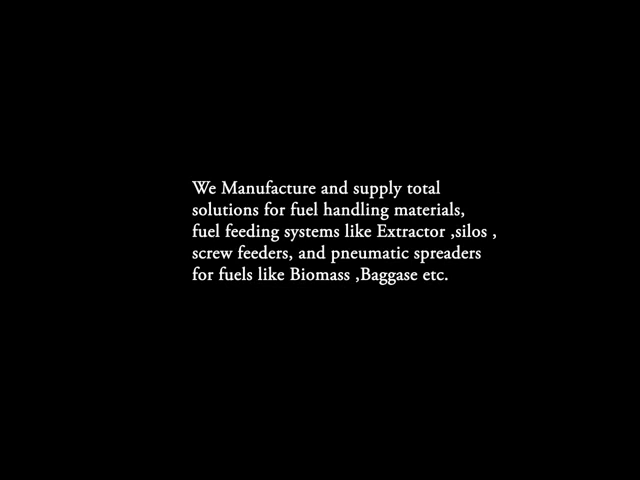 We Manufacture and supply total
solutions for fuel handling materials,
fuel feeding systems like Extractor ,silos ,
screw feeders, and pneumatic spreaders
for fuels like Biomass ,Baggase etc.